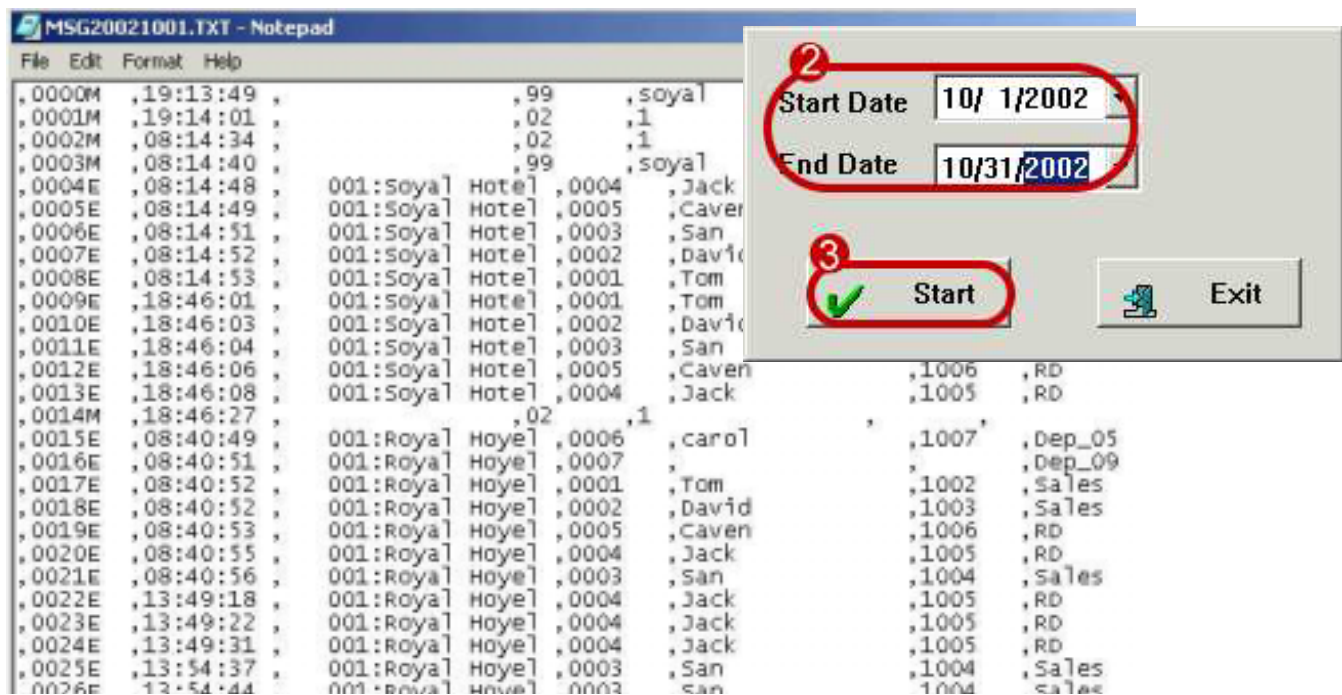 MSG20021001.TXT - Notepad
File Edit Format Help
,0000M ,19:13:49 , ,99 ,soyal
,0001M ,19:14:01 , ,02 ,1
,0002M ,08:14:34 , ,02 ,1
,0003M ,08:14:40 , ,99 ,soyal
,0004E ,08:14:48 , 001:Soyal Hotel ,0004 ,Jack
,0005E ,08:14:49 , 001:Soyal Hotel ,0005 ,Caven
,0006E ,08:14:51 , 001:Soyal Hotel ,0003 ,San
,0007E ,08:14:52 , 001:Soyal Hotel ,0002 ,David
,0008E ,08:14:53 , 001:Soyal Hotel ,0001 ,Tom
,0009E ,18:46:01 , 001:Soyal Hotel ,0001 ,Tom
,0010E ,18:46:03 , 001:Soyal Hotel ,0002 ,David
,0011E ,18:46:04 , 001:Soyal Hotel ,0003 ,San
,0012E ,18:46:06 , 001:Soyal Hotel ,0005 ,Caven ,1006 ,RD
,0013E ,18:46:08 , 001:Soyal Hotel ,0004 ,Jack ,1005 ,RD
,0014M ,18:46:27 , ,02 ,1 , ,
,0015E ,08:40:49 , 001:Royal Hoyel ,0006 ,carol ,1007 ,Dep_05
,0016E ,08:40:51 , 001:Royal Hoyel ,0007 , , ,Dep_09
,0017E ,08:40:52 , 001:Royal Hoyel ,0001 ,Tom ,1002 ,Sales
,0018E ,08:40:52 , 001:Royal Hoyel ,0002 ,David ,1003 ,Sales
,0019E ,08:40:53 , 001:Royal Hoyel ,0005 ,Caven ,1006 ,RD
,0020E ,08:40:55 , 001:Royal Hoyel ,0004 ,Jack ,1005 ,RD
,0021E ,08:40:56 , 001:Royal Hoyel ,0003 ,San ,1004 ,Sales
,0022E ,13:49:18 , 001:Royal Hoyel ,0004 ,Jack ,1005 ,RD
,0023E ,13:49:22 , 001:Royal Hoyel ,0004 ,Jack ,1005 ,RD
,0024E ,13:49:31 , 001:Royal Hoyel ,0004 ,Jack ,1005 ,RD
,0025E ,13:54:37 , 001:Royal Hoyel ,0003 ,San ,1004 ,Sales
,0026E ,13:54:44 , 001:Royal Hoyel ,0003 ,San ,1004 ,Sales
2
Start Date 10/ 1/2002
End Date 10/31/2002
3
Start Exit